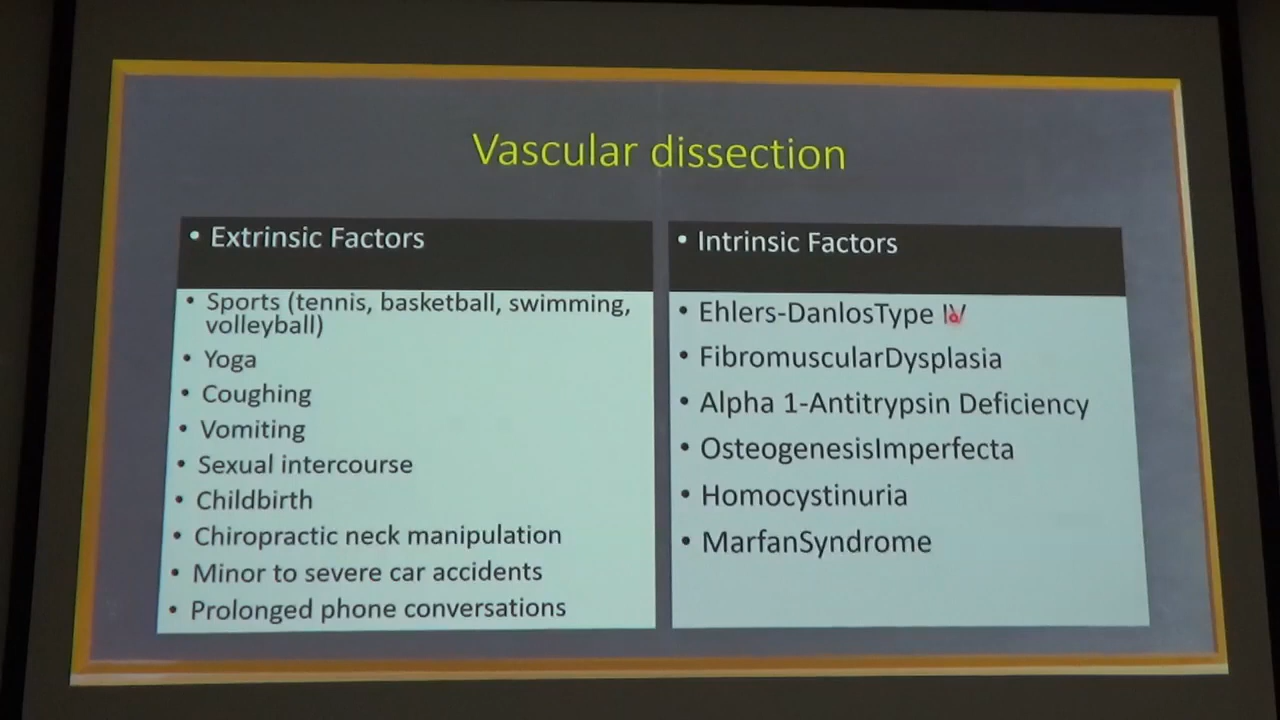 Vascular dissection
• Extrinsic Factors
• Sports (tennis, basketball, swimming,
volleyball)
• Yoga
• Coughing
• Vomiting
• Sexual intercourse
• Childbirth
• Chiropractic neck manipulation
• Minor to severe car accidents
• Prolonged phone conversations
• Intrinsic Factors
• Ehlers-DanlosType IV
• FibromuscularDysplasia
• Alpha 1-Antitrypsin Deficiency
• OsteogenesisImperfecta
• Homocystinuria
• MarfanSyndrome